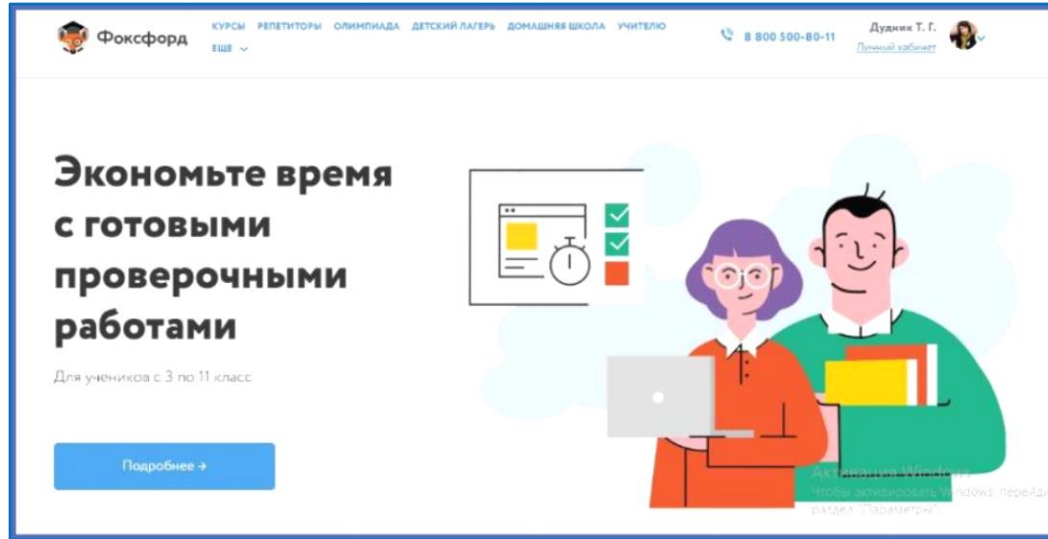 Фоксфорд
КУРСЫ РЕПЕТИТОРЫ ОЛИМПИАДА ДЕТСКИЙ ЛАГЕРЬ ДОМАШНЯЯ ШКОЛА УЧИТЕЛЮ
ЕЩЕ
8 800 500-80-11
Дудник Т. Г.
Личный кабинет
Экономьте время
с готовыми
проверочными
работами
Для учеников с 3 по 11 класс
Подробнее →
Активация Windows
Чтобы активировать Windows, перейди
раздел "Параметры".